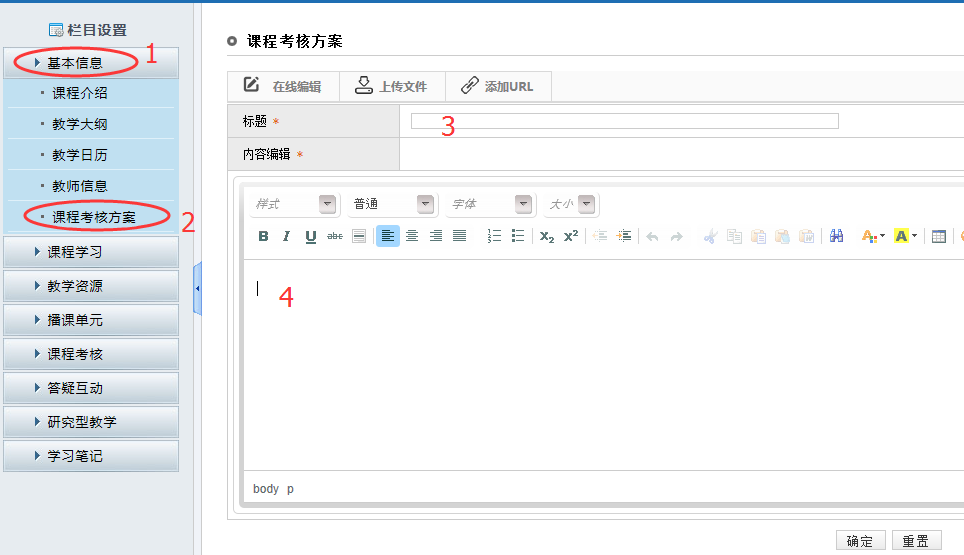 栏目设置
基本信息
1
课程介绍
教学大纲
教学日历
教师信息
课程考核方案
2
课程学习
教学资源
播课单元
课程考核
答疑互动
研究型教学
学习笔记
课程考核方案
在线编辑 上传文件 添加URL
标题 *
3
内容编辑 *
样式 普通 字体 大小
B I U abc X₂ X² A A
4
body p
确定 重置